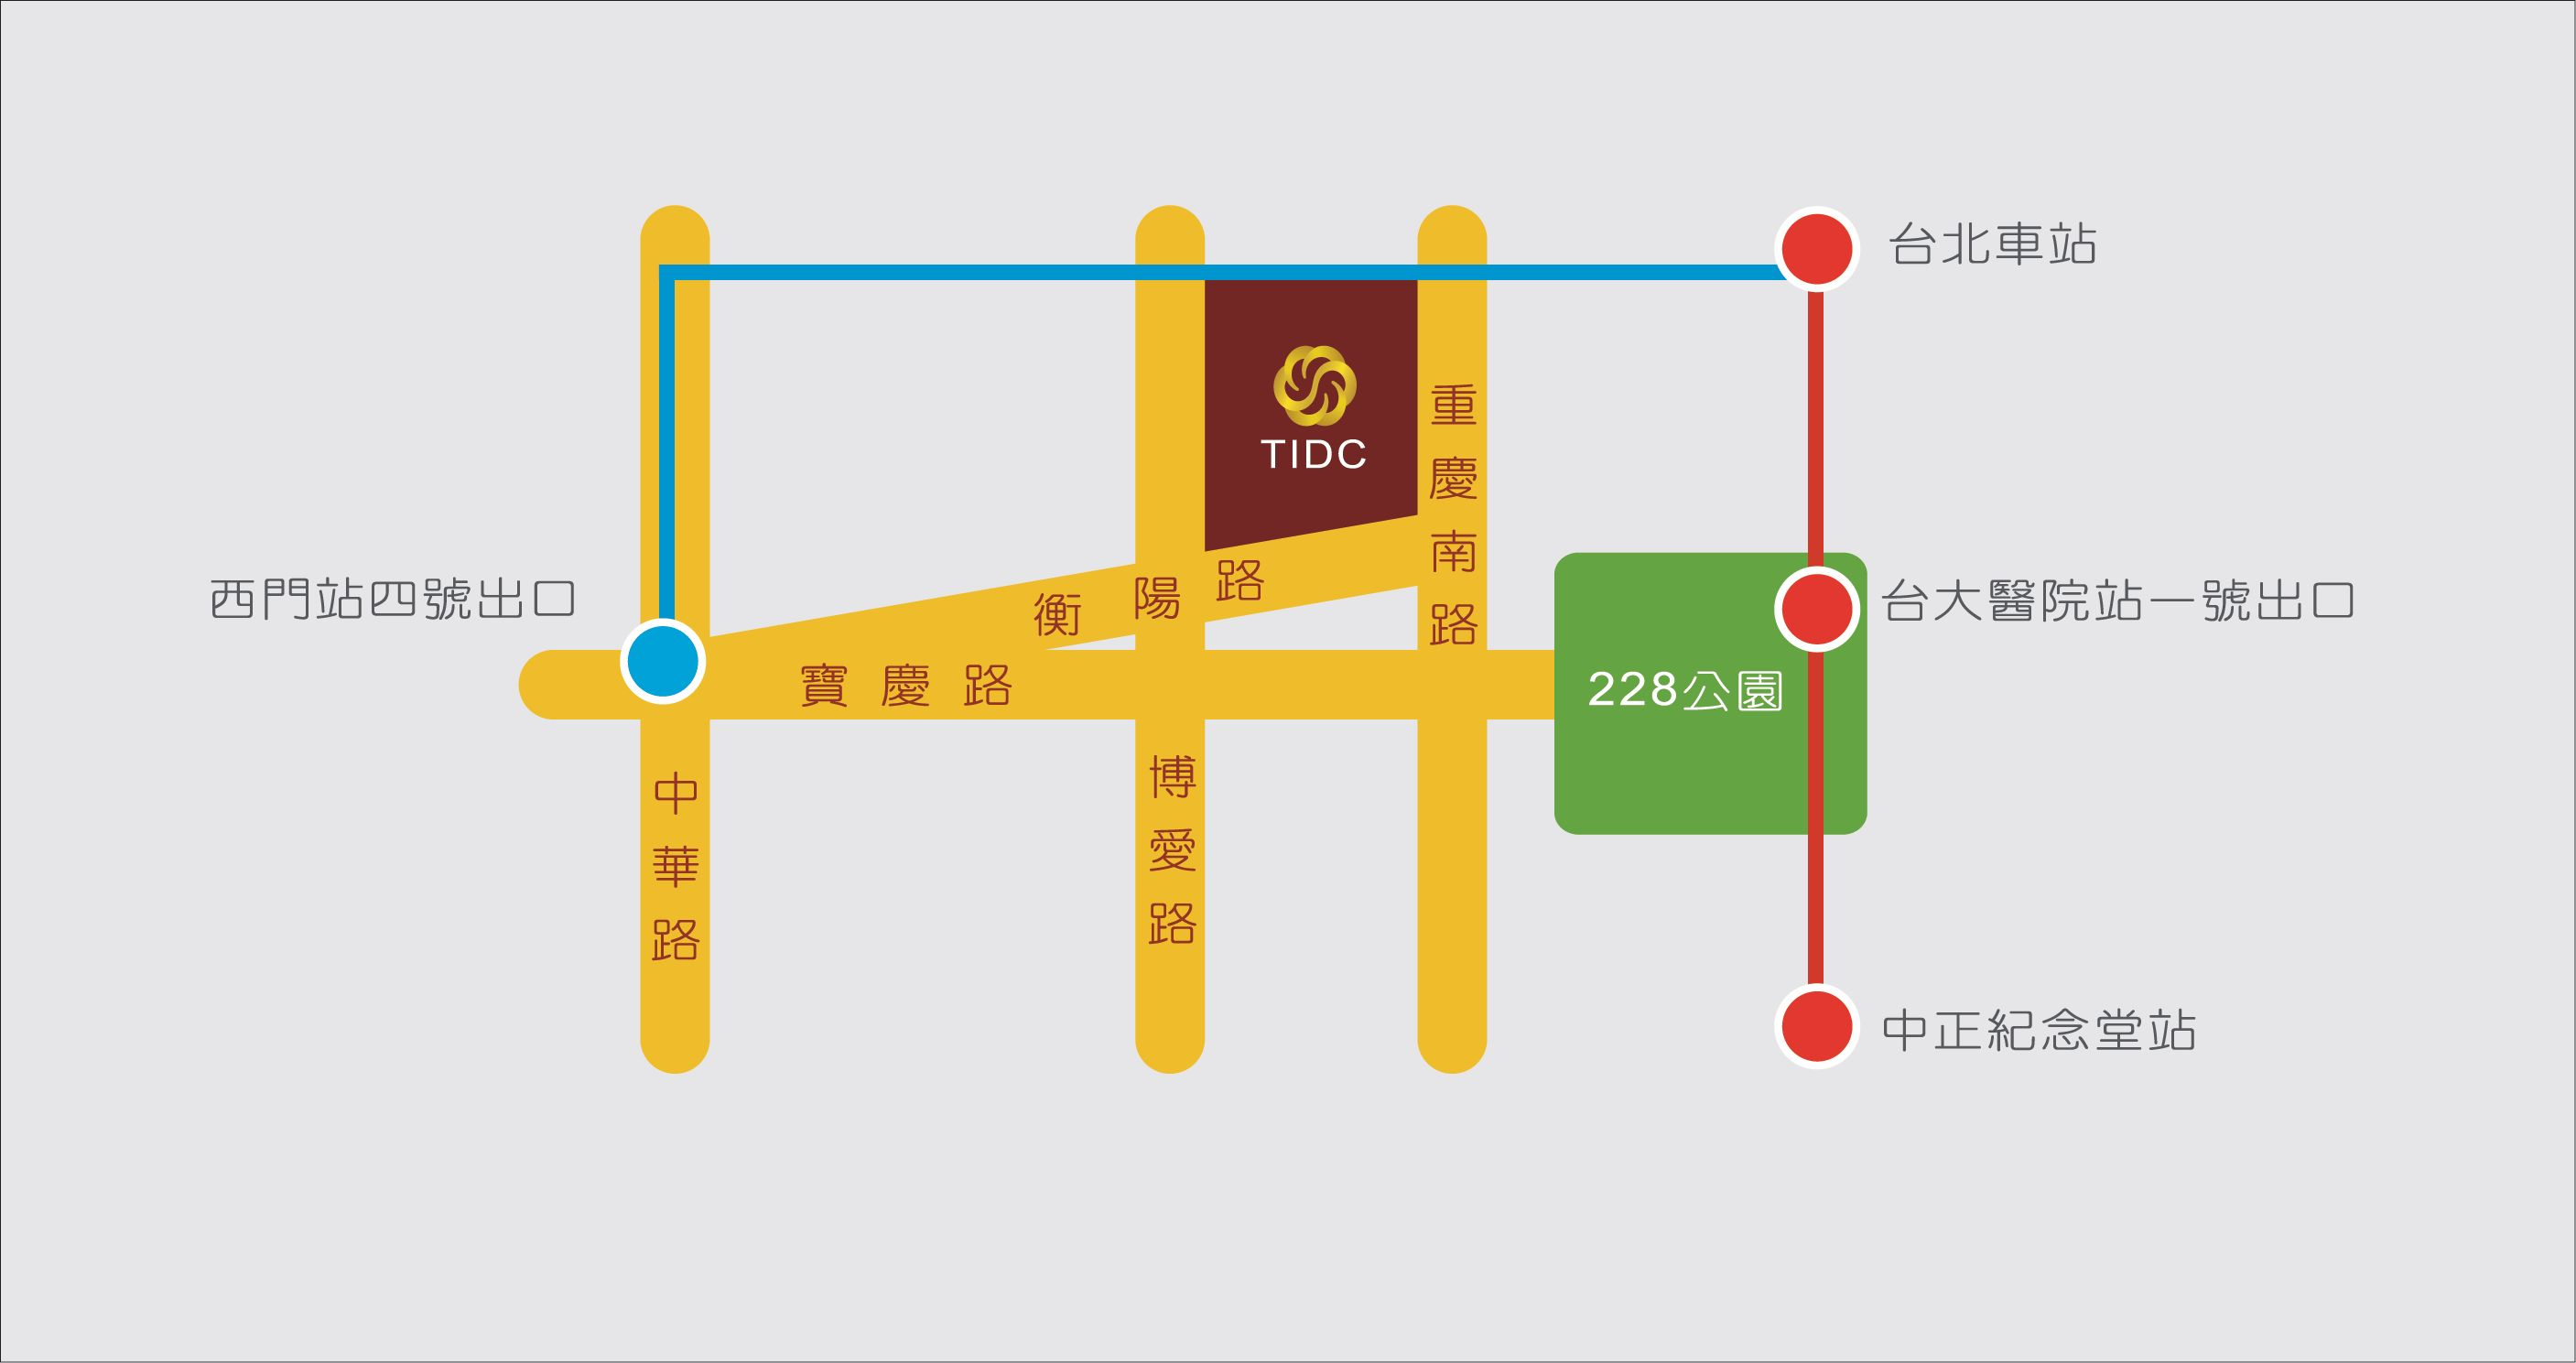 台北車站
TIDC
重慶南路
西門站四號出口
衡陽路
台大醫院站一號出口
寶慶路
228公園
中華路
博愛路
中正紀念堂站